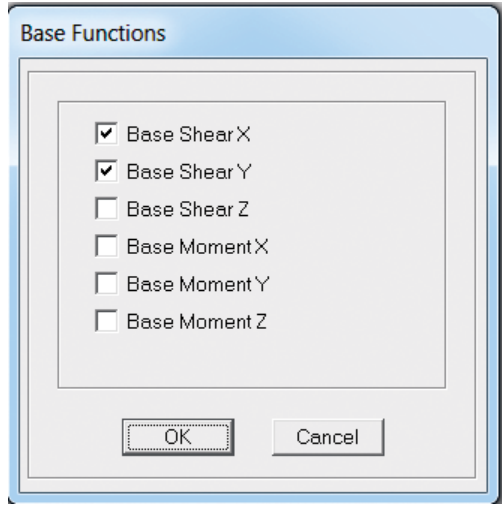 Base Functions
Base Shear X
Base Shear Y
Base Shear Z
Base Moment X
Base Moment Y
Base Moment Z
OK Cancel